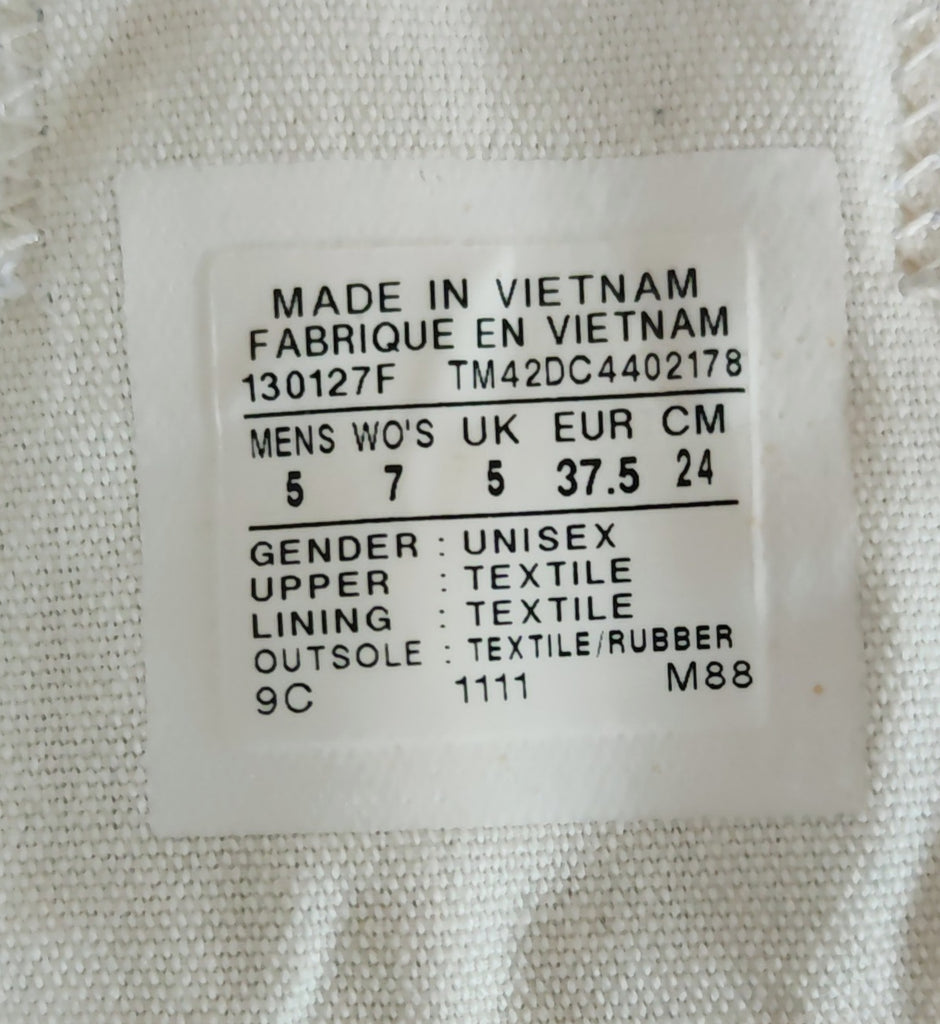 MADE IN VIETNAM
FABRIQUE EN VIETNAM
130127F TM42DC4402178
MENS WO'S UK EUR CM
5 7 5 37.5 24
GENDER : UNISEX
UPPER : TEXTILE
LINING : TEXTILE
OUTSOLE : TEXTILE/RUBBER
9C 1111 M88